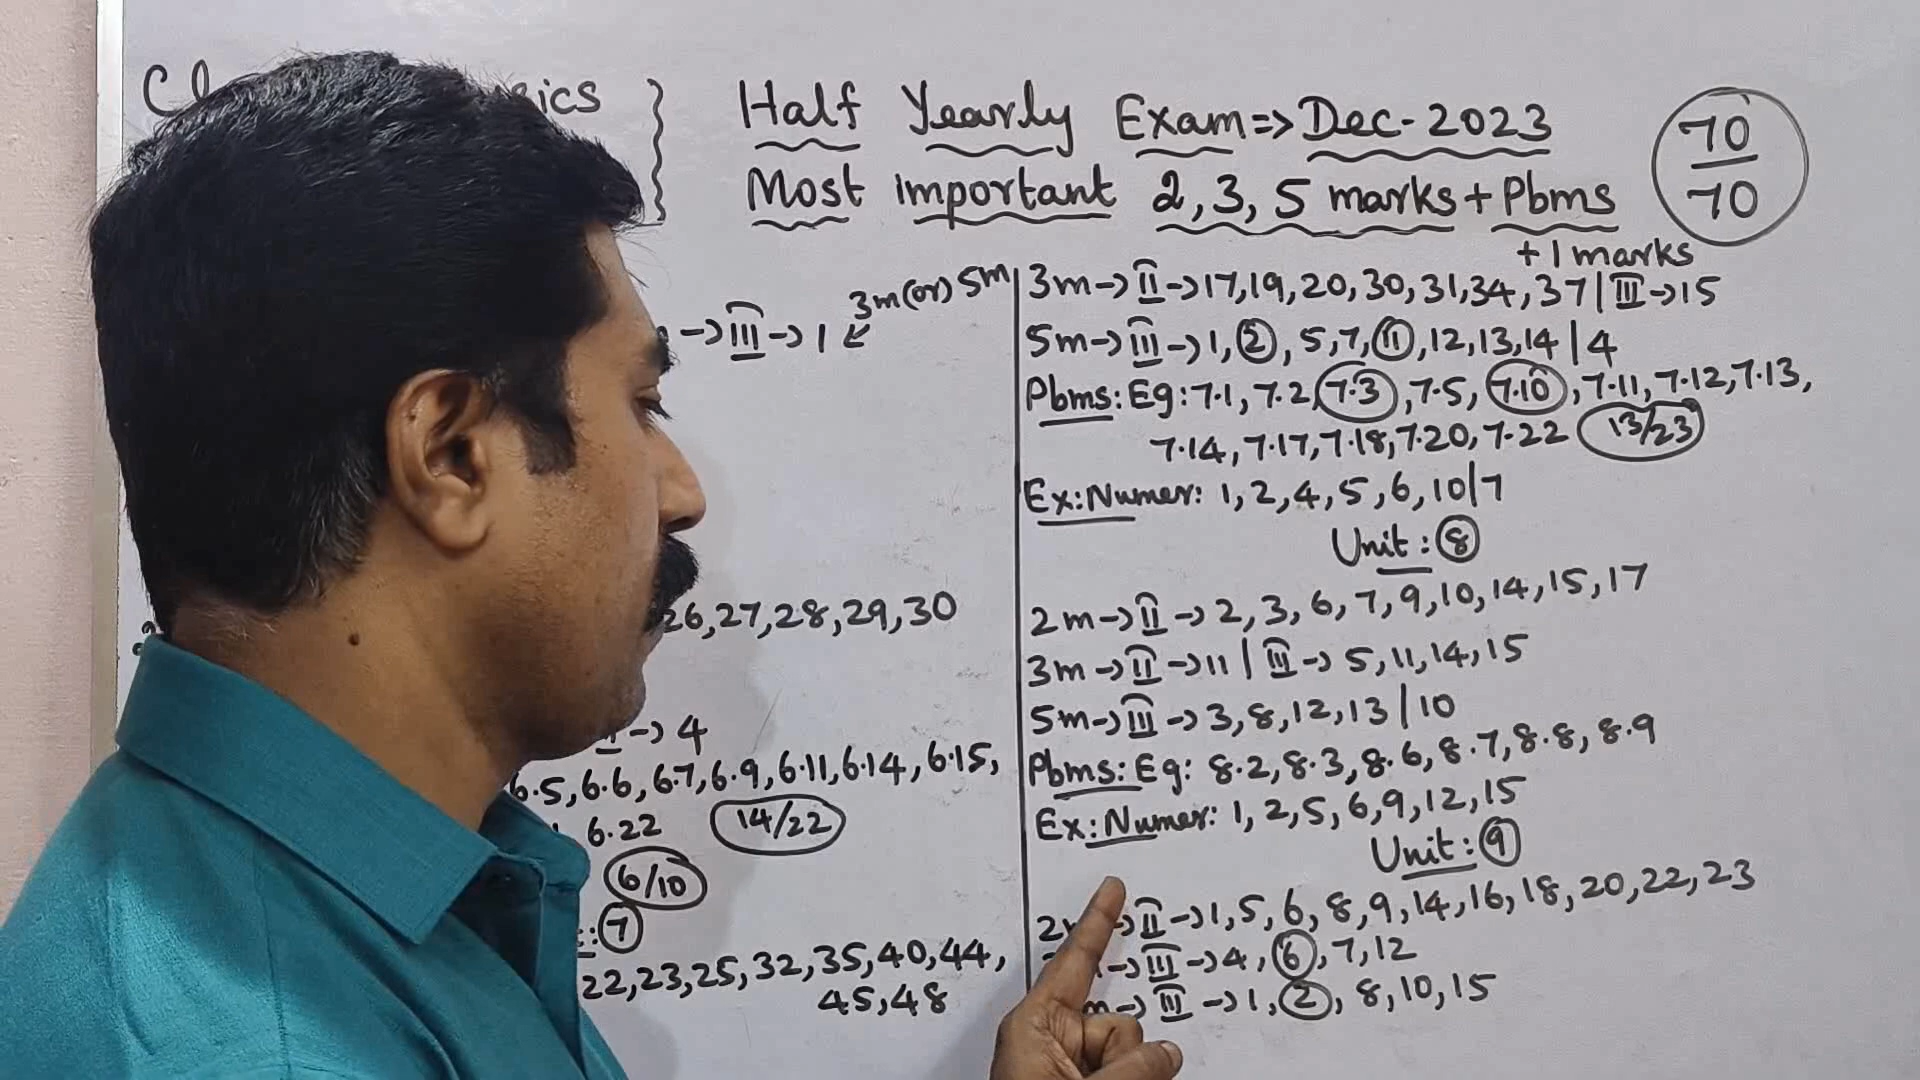 Half Yearly Exam => Dec-2023
Most important 2, 3, 5 marks + Pbms
+ 1 marks
70
70
3m (or) 5m
→ III → 1
26, 27, 28, 29, 30
→ 4
6.5, 6.6, 6.7, 6.9, 6.11, 6.14, 6.15,
6.22 14/22
6/10
: 7
22, 23, 25, 32, 35, 40, 44,
45, 48
3m → II → 17, 19, 20, 30, 31, 34, 37 | III → 15
5m → III → 1, 2, 5, 7, 11, 12, 13, 14 | 4
Pbms: Eg: 7.1, 7.2, 7.3, 7.5, 7.10, 7.11, 7.12, 7.13,
7.14, 7.17, 7.18, 7.20, 7.22 13/23
Ex: Numer: 1, 2, 4, 5, 6, 10 | 7
Unit: 8
2m → II → 2, 3, 6, 7, 9, 10, 14, 15, 17
3m → II → 11 | III → 5, 11, 14, 15
5m → III → 3, 8, 12, 13 | 10
Pbms: Eg: 8.2, 8.3, 8.6, 8.7, 8.8, 8.9
Ex: Numer: 1, 2, 5, 6, 9, 12, 15
Unit: 9
→ II → 1, 5, 6, 8, 9, 14, 16, 18, 20, 22, 23
→ III → 4, 6, 7, 12
m → III → 1, 2, 8, 10, 15